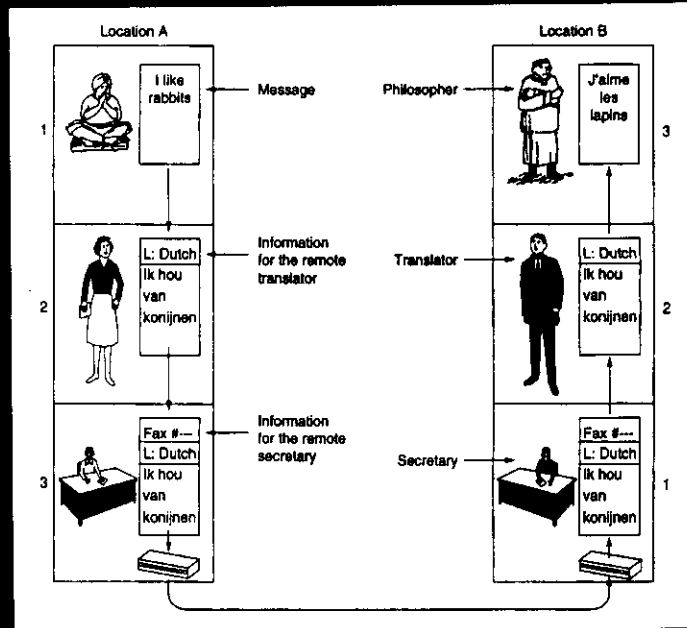 Location A
Location B
I like
rabbits
Message
Philosopher
J'aime
les
lapins
1
3
L: Dutch
Ik hou
van
konijnen
Information
for the remote
translator
Translator
L: Dutch
Ik hou
van
konijnen
2
2
Fax #---
L: Dutch
Ik hou
van
konijnen
Information
for the remote
secretary
Secretary
Fax #---
L: Dutch
Ik hou
van
konijnen
3
1